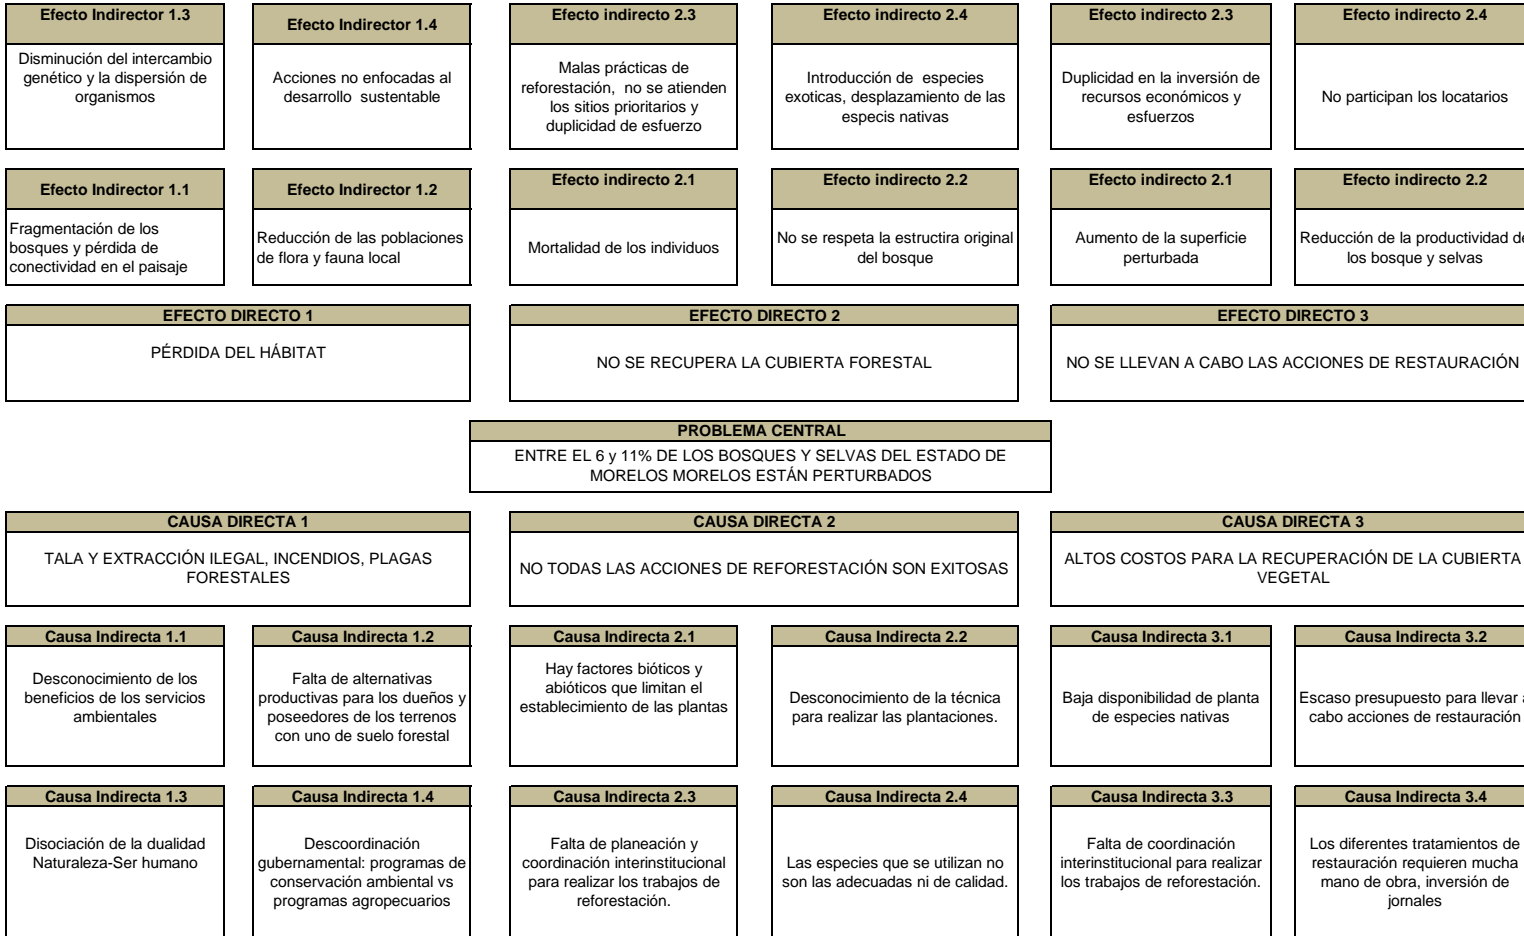 Efecto Indirector 1.3
Disminución del intercambio
genético y la dispersión de
organismos
Efecto Indirector 1.4
Acciones no enfocadas al
desarrollo sustentable
Efecto indirecto 2.3
Malas prácticas de
reforestación, no se atienden
los sitios prioritarios y
duplicidad de esfuerzo
Efecto indirecto 2.4
Introducción de especies
exoticas, desplazamiento de las
especis nativas
Efecto indirecto 2.3
Duplicidad en la inversión de
recursos económicos y
esfuerzos
Efecto indirecto 2.4
No participan los locatarios
Efecto Indirector 1.1
Fragmentación de los
bosques y pérdida de
conectividad en el paisaje
Efecto Indirector 1.2
Reducción de las poblaciones
de flora y fauna local
Efecto indirecto 2.1
Mortalidad de los individuos
Efecto indirecto 2.2
No se respeta la estructira original
del bosque
Efecto indirecto 2.1
Aumento de la superficie
perturbada
Efecto indirecto 2.2
Reducción de la productividad de
los bosque y selvas
EFECTO DIRECTO 1
PÉRDIDA DEL HÁBITAT
EFECTO DIRECTO 2
NO SE RECUPERA LA CUBIERTA FORESTAL
EFECTO DIRECTO 3
NO SE LLEVAN A CABO LAS ACCIONES DE RESTAURACIÓN
PROBLEMA CENTRAL
ENTRE EL 6 y 11% DE LOS BOSQUES Y SELVAS DEL ESTADO DE
MORELOS MORELOS ESTÁN PERTURBADOS
CAUSA DIRECTA 1
TALA Y EXTRACCIÓN ILEGAL, INCENDIOS, PLAGAS
FORESTALES
CAUSA DIRECTA 2
NO TODAS LAS ACCIONES DE REFORESTACIÓN SON EXITOSAS
CAUSA DIRECTA 3
ALTOS COSTOS PARA LA RECUPERACIÓN DE LA CUBIERTA
VEGETAL
Causa Indirecta 1.1
Desconocimiento de los
beneficios de los servicios
ambientales
Causa Indirecta 1.2
Falta de alternativas
productivas para los dueños y
poseedores de los terrenos
con uno de suelo forestal
Causa Indirecta 2.1
Hay factores bióticos y
abióticos que limitan el
establecimiento de las plantas
Causa Indirecta 2.2
Desconocimiento de la técnica
para realizar las plantaciones.
Causa Indirecta 3.1
Baja disponibilidad de planta
de especies nativas
Causa Indirecta 3.2
Escaso presupuesto para llevar a
cabo acciones de restauración
Causa Indirecta 1.3
Disociación de la dualidad
Naturaleza-Ser humano
Causa Indirecta 1.4
Descoordinación
gubernamental: programas de
conservación ambiental vs
programas agropecuarios
Causa Indirecta 2.3
Falta de planeación y
coordinación interinstitucional
para realizar los trabajos de
reforestación.
Causa Indirecta 2.4
Las especies que se utilizan no
son las adecuadas ni de calidad.
Causa Indirecta 3.3
Falta de coordinación
interinstitucional para realizar
los trabajos de reforestación.
Causa Indirecta 3.4
Los diferentes tratamientos de
restauración requieren mucha
mano de obra, inversión de
jornales